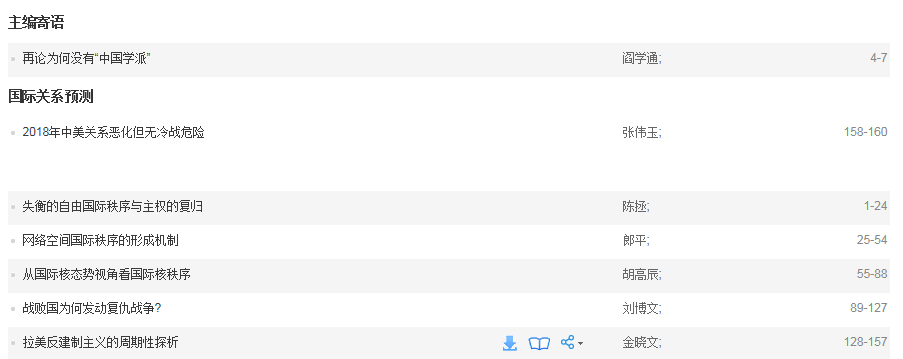 主编寄语
再论为何没有“中国学派” 阎学通; 4-7
国际关系预测
2018年中美关系恶化但无冷战危险 张伟玉; 158-160
失衡的自由国际秩序与主权的复归 陈拯; 1-24
网络空间国际秩序的形成机制 郎平; 25-54
从国际核态势视角看国际核秩序 胡高辰; 55-88
战败国为何发动复仇战争? 刘博文; 89-127
拉美反建制主义的周期性探析 金晓文; 128-157